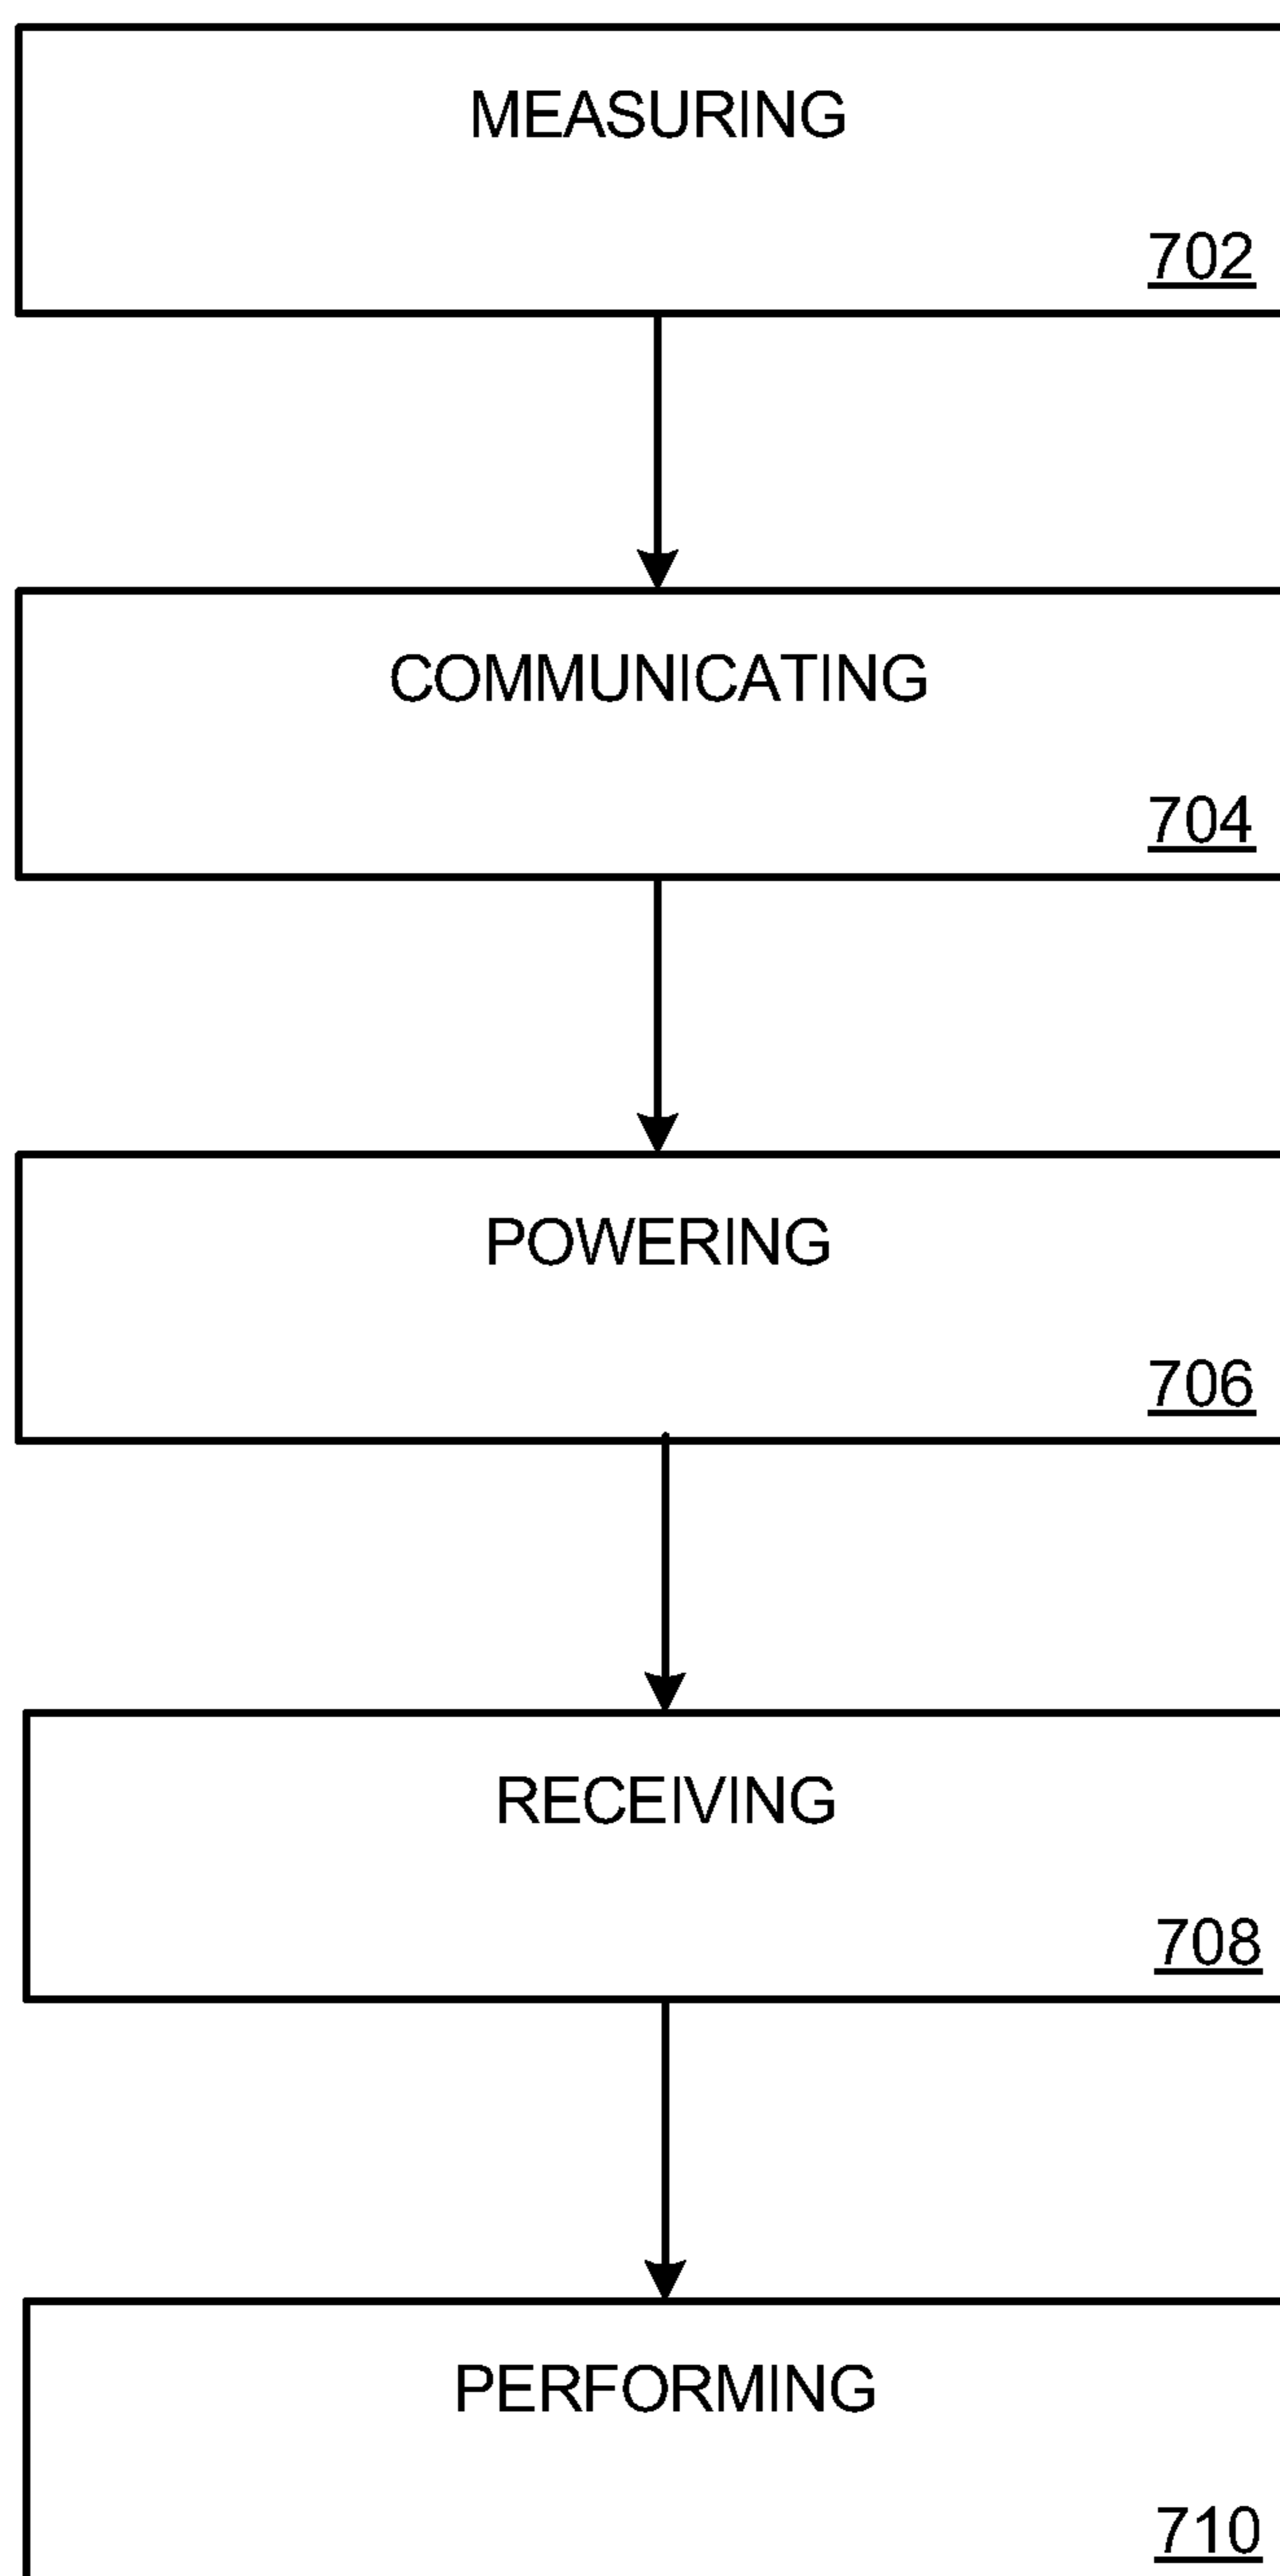 MEASURING
702
COMMUNICATING
704
POWERING
706
RECEIVING
708
PERFORMING
710